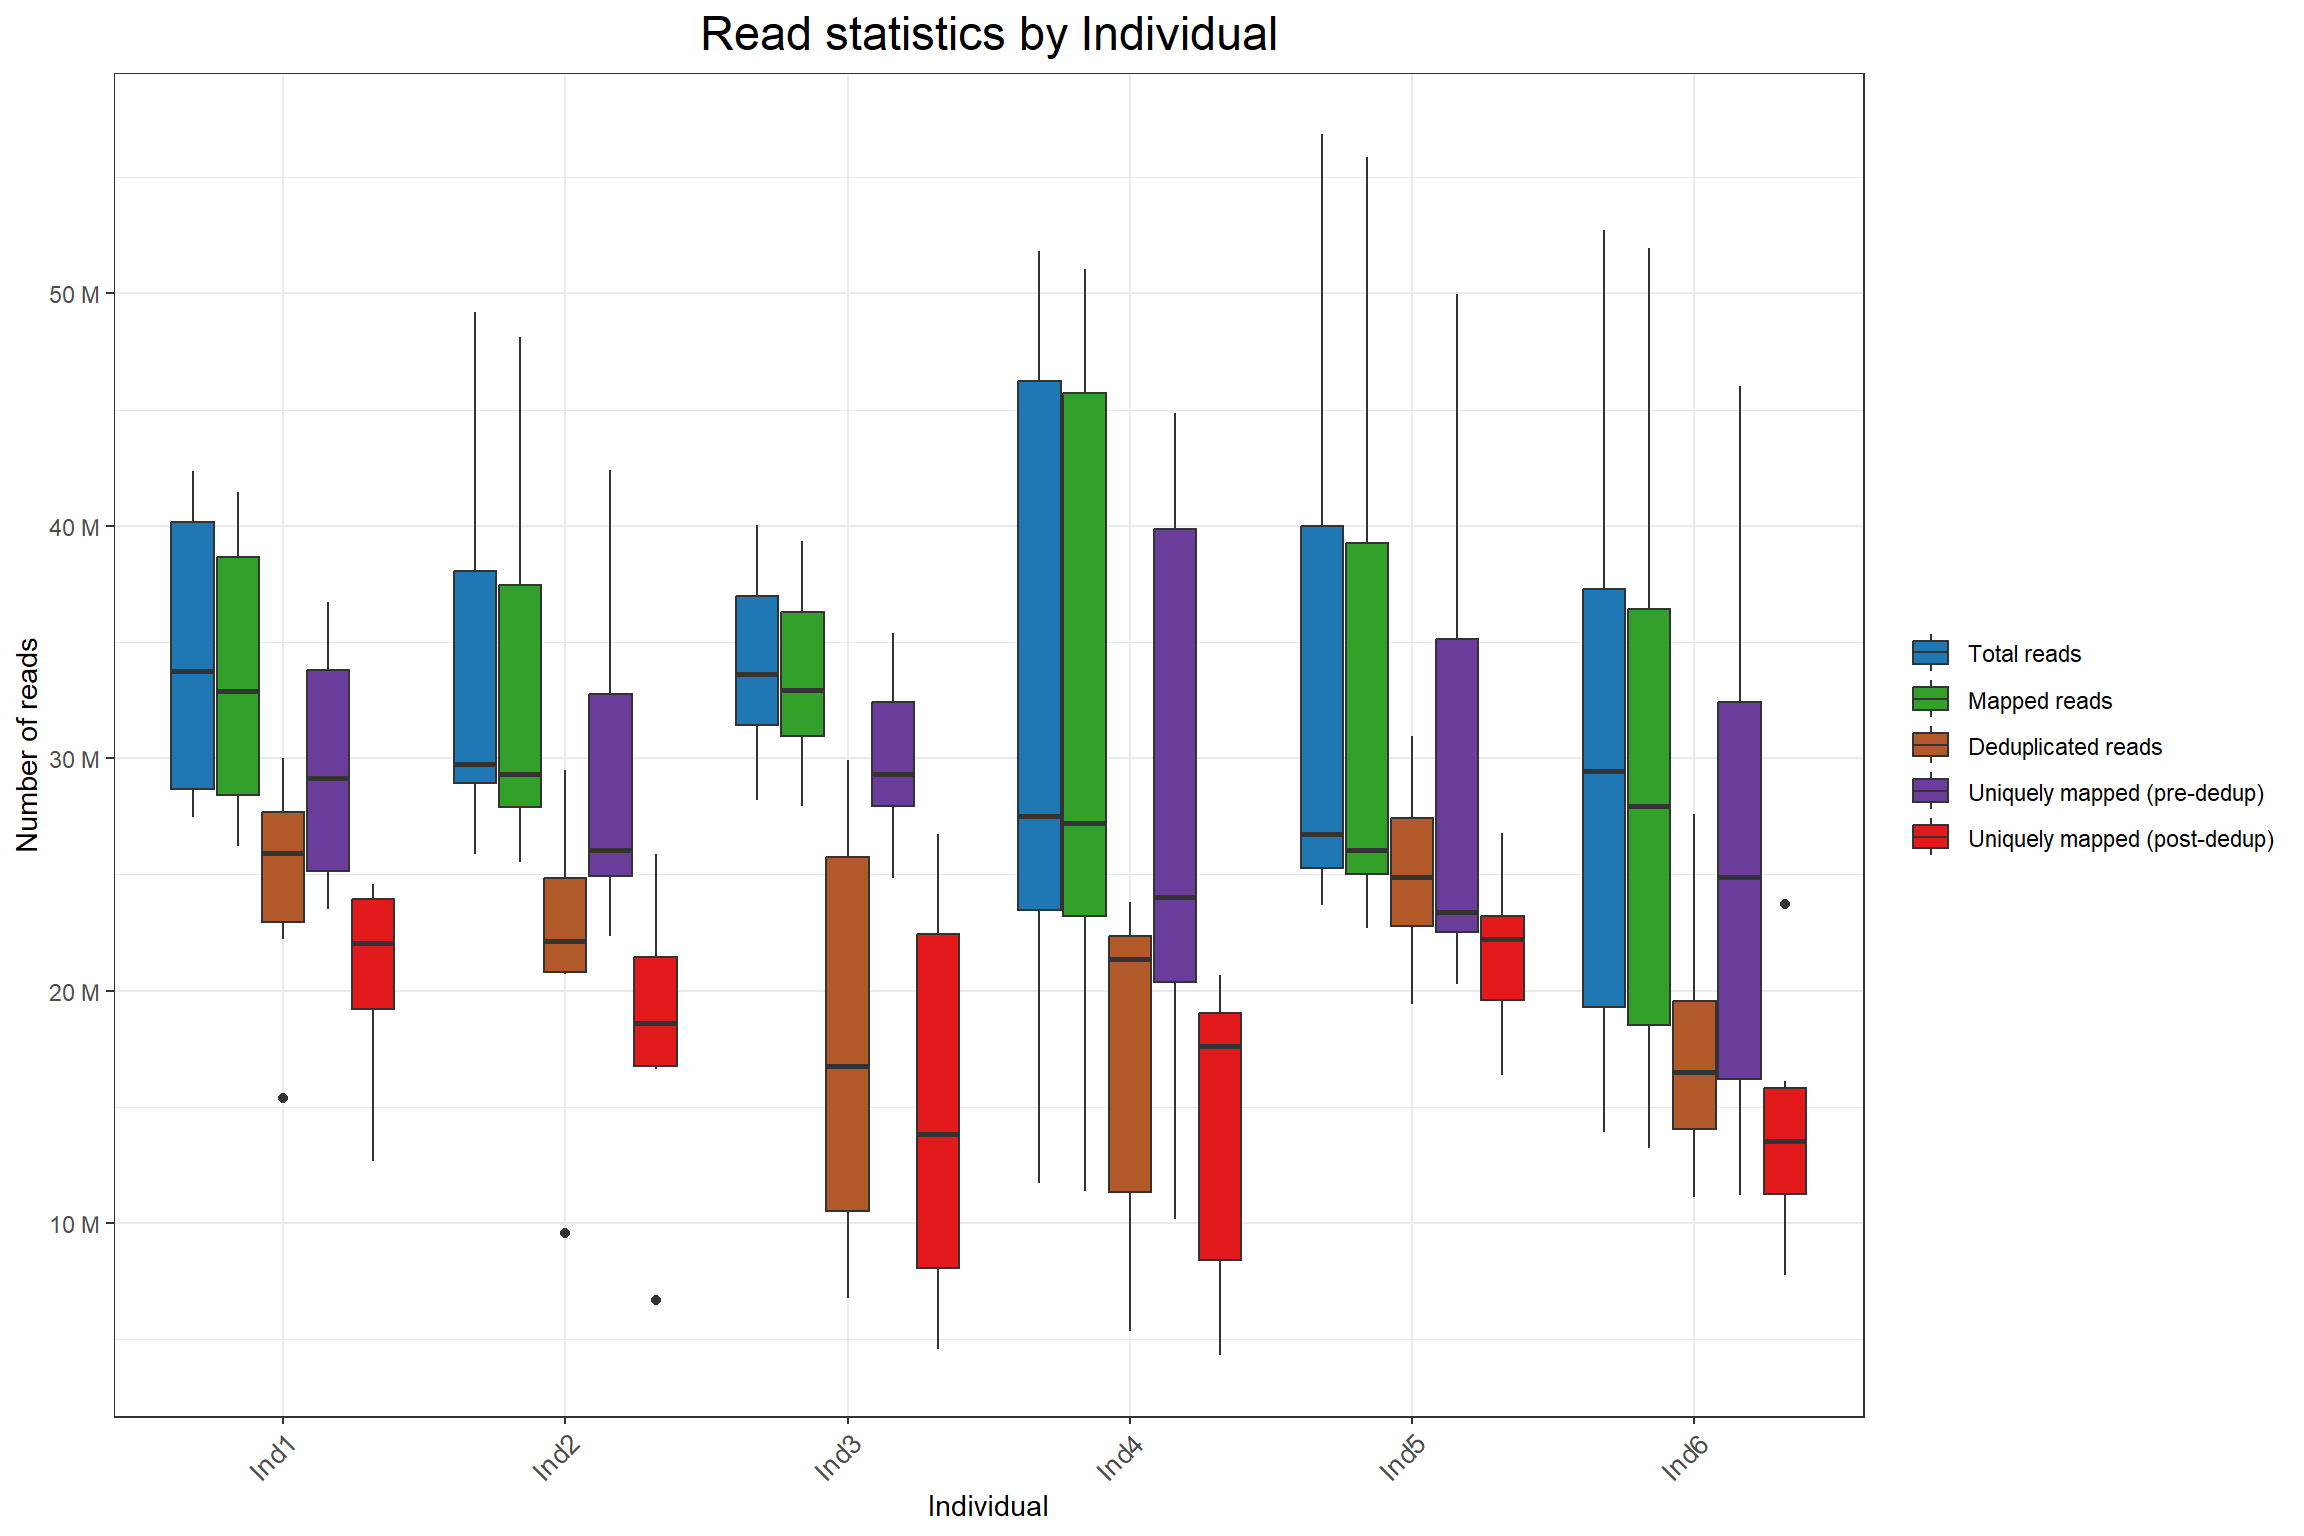 Read statistics by Individual
Number of reads
50 M
40 M
30 M
20 M
10 M
Ind1
Ind2
Ind3
Ind4
Ind5
Ind6
Individual
Total reads
Mapped reads
Deduplicated reads
Uniquely mapped (pre-dedup)
Uniquely mapped (post-dedup)